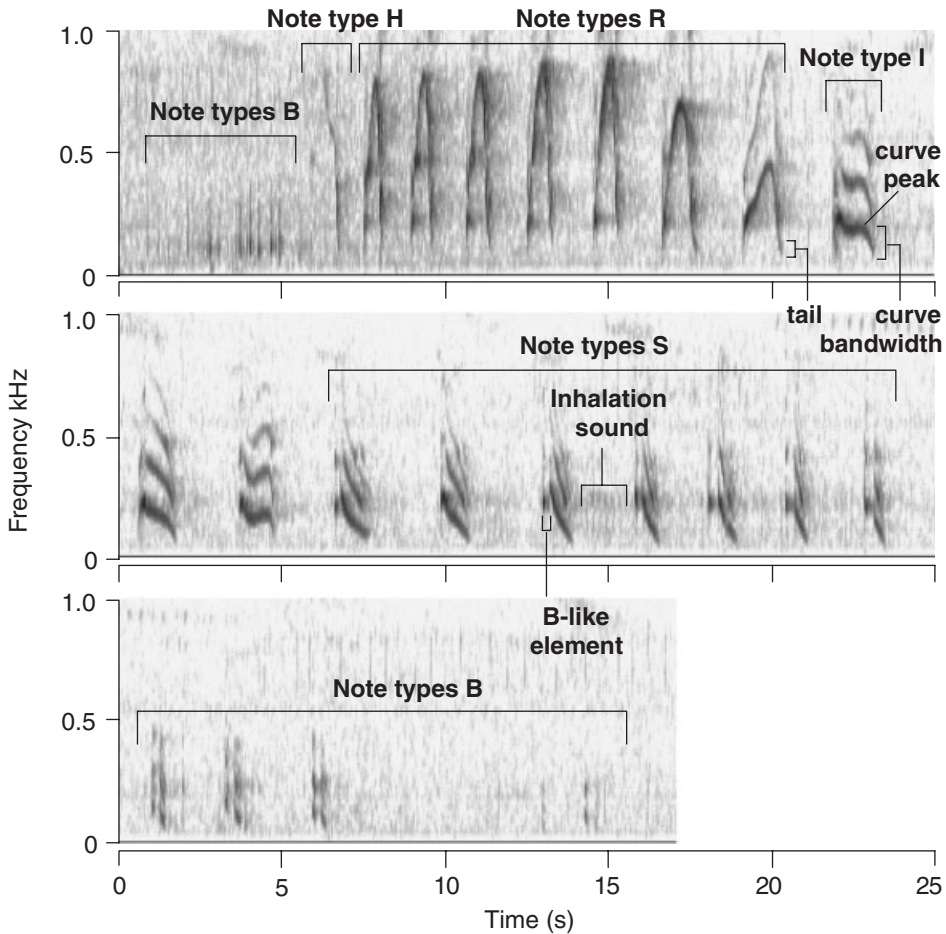 Note type H
Note types R
1.0
Note type I
Note types B
curve
peak
0.5
0
tail
curve
bandwidth
1.0
Note types S
Inhalation
sound
0.5
Frequency kHz
0
1.0
B-like
element
Note types B
0.5
0
0 5 10 15 20 25
Time (s)